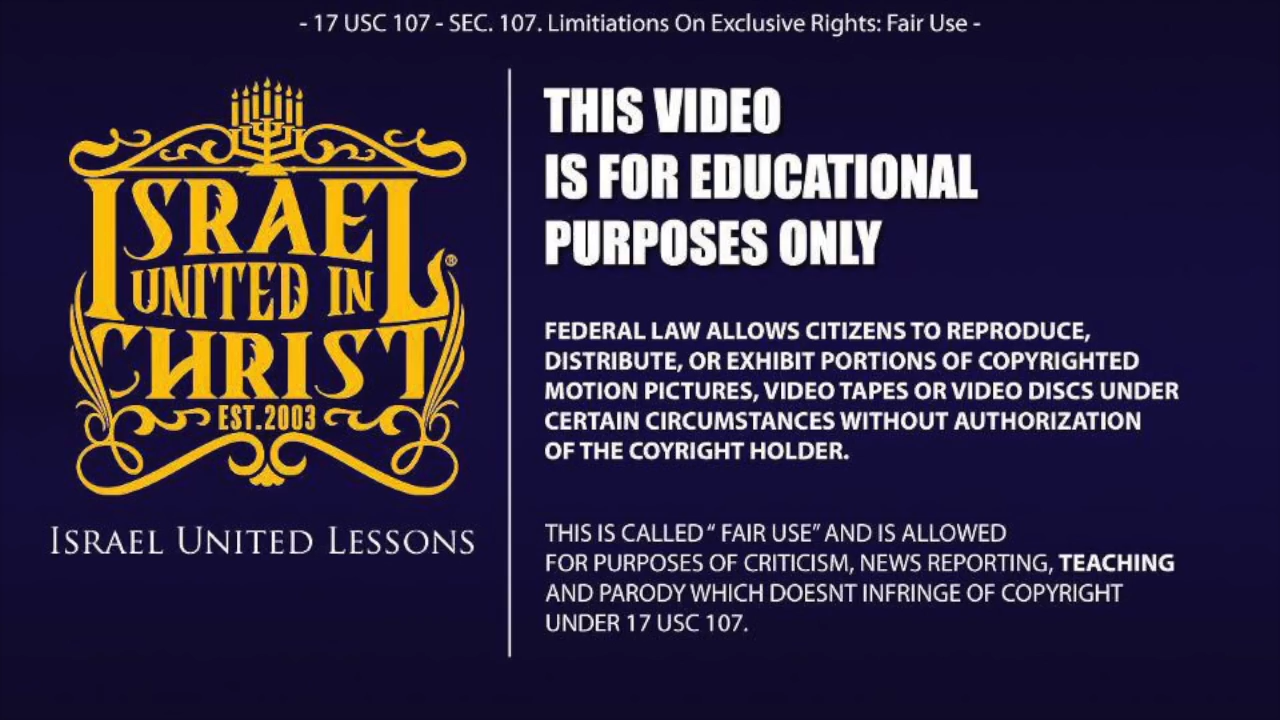 - 17 USC 107 - SEC. 107. Limitiations On Exclusive Rights: Fair Use -
ISRAEL
UNITED IN
CHRIST
®
EST.2003
ISRAEL UNITED LESSONS
THIS VIDEO
IS FOR EDUCATIONAL
PURPOSES ONLY
FEDERAL LAW ALLOWS CITIZENS TO REPRODUCE,
DISTRIBUTE, OR EXHIBIT PORTIONS OF COPYRIGHTED
MOTION PICTURES, VIDEO TAPES OR VIDEO DISCS UNDER
CERTAIN CIRCUMSTANCES WITHOUT AUTHORIZATION
OF THE COYRIGHT HOLDER.
THIS IS CALLED “ FAIR USE” AND IS ALLOWED
FOR PURPOSES OF CRITICISM, NEWS REPORTING, TEACHING
AND PARODY WHICH DOESNT INFRINGE OF COPYRIGHT
UNDER 17 USC 107.